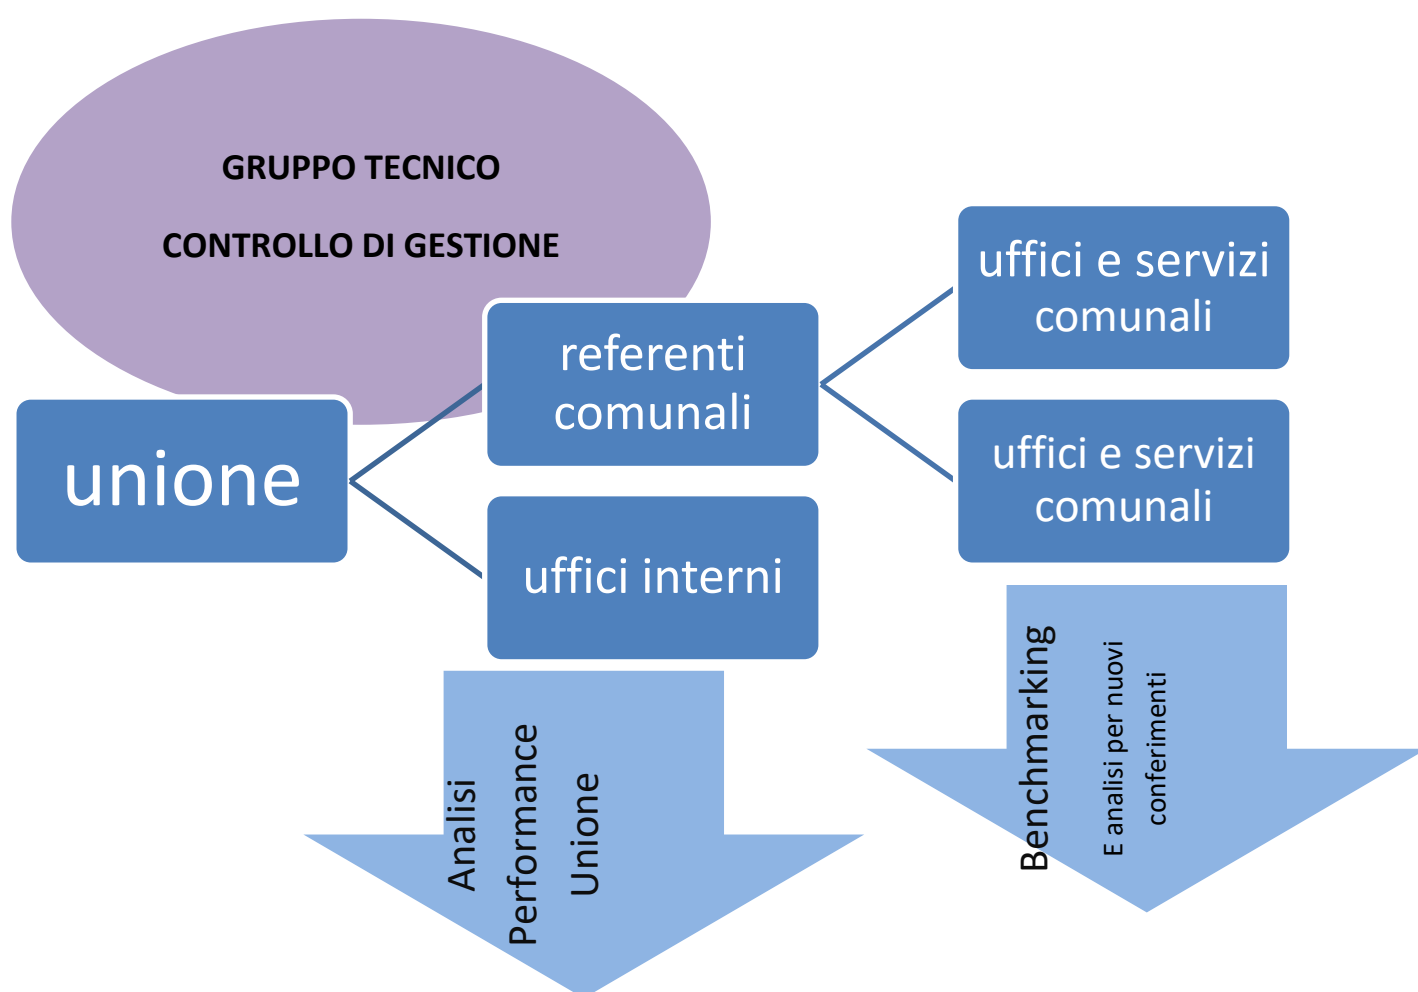 GRUPPO TECNICO
CONTROLLO DI GESTIONE
unione
referenti
comunali
uffici interni
uffici e servizi
comunali
uffici e servizi
comunali
Analisi
Performance
Unione
Benchmarking
E analisi per nuovi
conferimenti